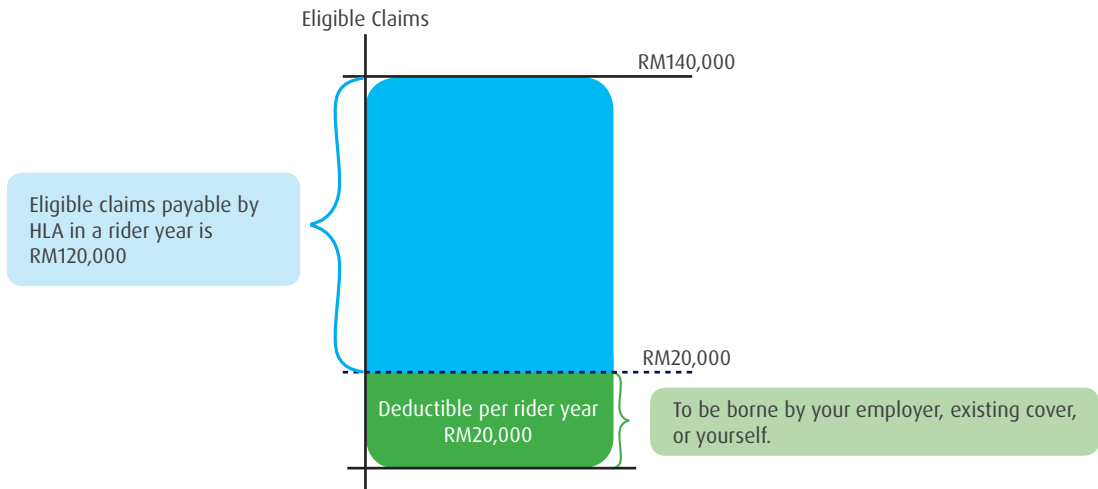 Eligible Claims
RM140,000
Eligible claims payable by
HLA in a rider year is
RM120,000
RM20,000
Deductible per rider year
RM20,000
To be borne by your employer, existing cover,
or yourself.